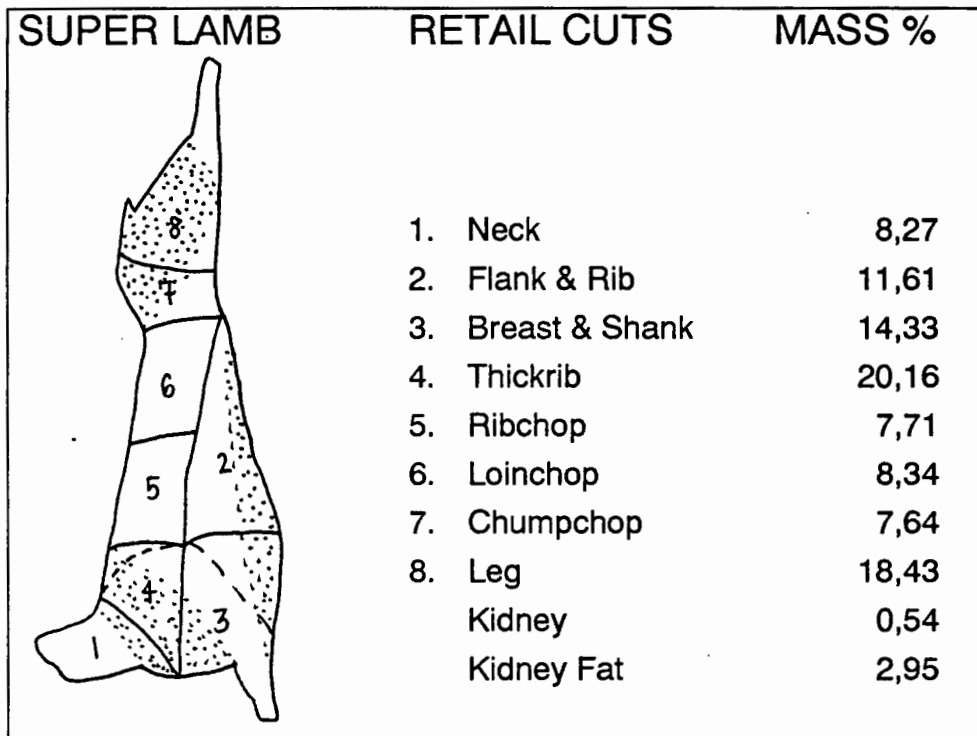 SUPER LAMB RETAIL CUTS MASS %
1. Neck 8,27
2. Flank & Rib 11,61
3. Breast & Shank 14,33
4. Thickrib 20,16
5. Ribchop 7,71
6. Loinchop 8,34
7. Chumpchop 7,64
8. Leg 18,43
Kidney 0,54
Kidney Fat 2,95
8
7
6
2
5
4
3
1